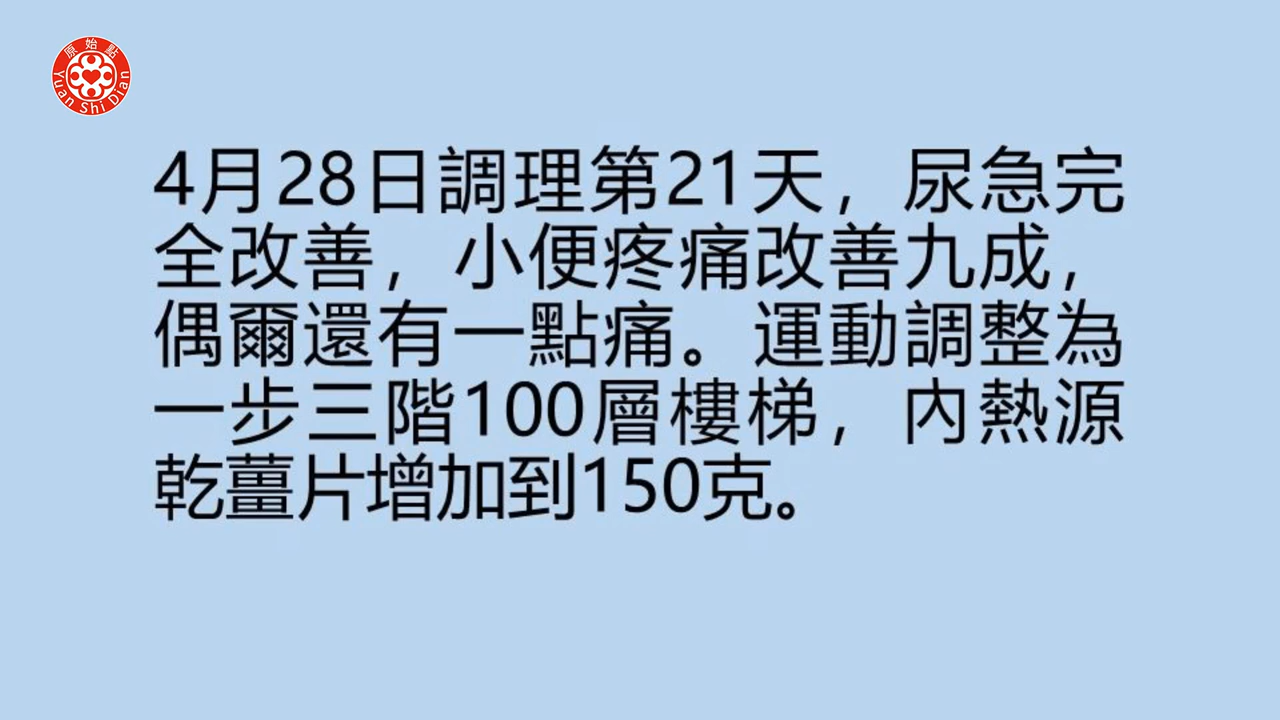 原始點
Yuan Shi Dian
4月28日調理第21天，尿急完
全改善，小便疼痛改善九成，
偶爾還有一點痛。運動調整為
一步三階100層樓梯，內熱源
乾薑片增加到150克。